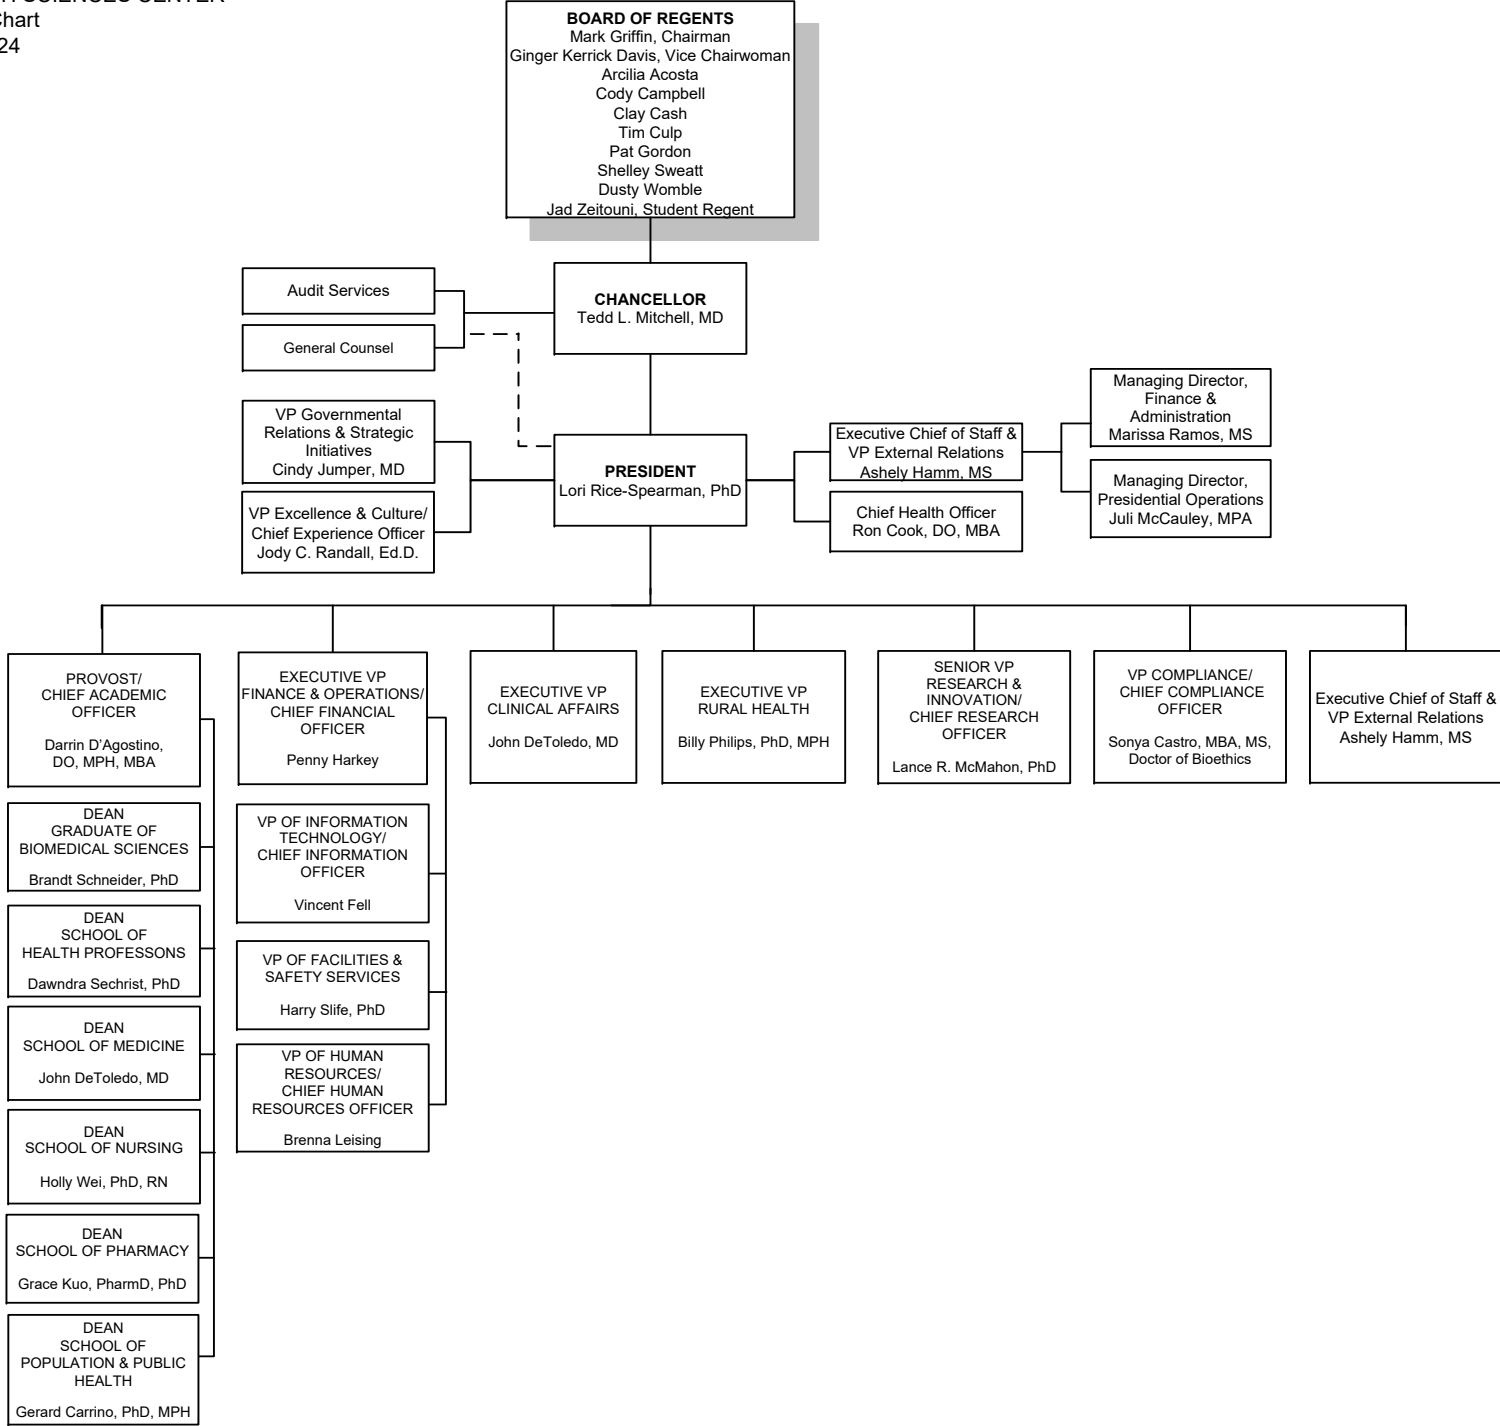 SCIENCES CENTER
Chart
24
BOARD OF REGENTS
Mark Griffin, Chairman
Ginger Kerrick Davis, Vice Chairwoman
Arcilia Acosta
Cody Campbell
Clay Cash
Tim Culp
Pat Gordon
Shelley Sweatt
Dusty Womble
Jad Zeitouni, Student Regent
Audit Services
General Counsel
CHANCELLOR
Tedd L. Mitchell, MD
VP Governmental
Relations & Strategic
Initiatives
Cindy Jumper, MD
VP Excellence & Culture/
Chief Experience Officer
Jody C. Randall, Ed.D.
PRESIDENT
Lori Rice-Spearman, PhD
Executive Chief of Staff &
VP External Relations
Ashely Hamm, MS
Chief Health Officer
Ron Cook, DO, MBA
Managing Director,
Finance &
Administration
Marissa Ramos, MS
Managing Director,
Presidential Operations
Juli McCauley, MPA
PROVOST/
CHIEF ACADEMIC
OFFICER
Darrin D’Agostino,
DO, MPH, MBA
EXECUTIVE VP
FINANCE & OPERATIONS/
CHIEF FINANCIAL
OFFICER
Penny Harkey
EXECUTIVE VP
CLINICAL AFFAIRS
John DeToledo, MD
EXECUTIVE VP
RURAL HEALTH
Billy Philips, PhD, MPH
SENIOR VP
RESEARCH &
INNOVATION/
CHIEF RESEARCH
OFFICER
Lance R. McMahon, PhD
VP COMPLIANCE/
CHIEF COMPLIANCE
OFFICER
Sonya Castro, MBA, MS,
Doctor of Bioethics
Executive Chief of Staff &
VP External Relations
Ashely Hamm, MS
DEAN
GRADUATE OF
BIOMEDICAL SCIENCES
Brandt Schneider, PhD
DEAN
SCHOOL OF
HEALTH PROFESSONS
Dawndra Sechrist, PhD
DEAN
SCHOOL OF MEDICINE
John DeToledo, MD
DEAN
SCHOOL OF NURSING
Holly Wei, PhD, RN
DEAN
SCHOOL OF PHARMACY
Grace Kuo, PharmD, PhD
DEAN
SCHOOL OF
POPULATION & PUBLIC
HEALTH
Gerard Carrino, PhD, MPH
VP OF INFORMATION
TECHNOLOGY/
CHIEF INFORMATION
OFFICER
Vincent Fell
VP OF FACILITIES &
SAFETY SERVICES
Harry Slife, PhD
VP OF HUMAN
RESOURCES/
CHIEF HUMAN
RESOURCES OFFICER
Brenna Leising